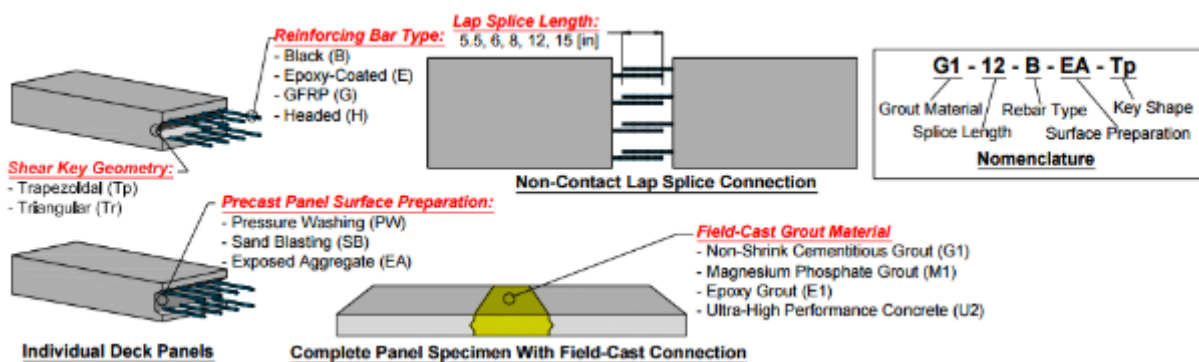 Reinforcing Bar Type:
- Black (B)
- Epoxy-Coated (E)
- GFRP (G)
- Headed (H)
Shear Key Geometry:
- Trapezoidal (Tp)
- Triangular (Tr)
Precast Panel Surface Preparation:
- Pressure Washing (PW)
- Sand Blasting (SB)
- Exposed Aggregate (EA)
Individual Deck Panels
Lap Splice Length:
5.5, 6, 8, 12, 15 [in]
Non-Contact Lap Splice Connection
Field-Cast Grout Material
- Non-Shrink Cementitious Grout (G1)
- Magnesium Phosphate Grout (M1)
- Epoxy Grout (E1)
- Ultra-High Performance Concrete (U2)
Complete Panel Specimen With Field-Cast Connection
G1 - 12 - B - EA - Tp
Grout Material
Rebar Type
Key Shape
Splice Length
Surface Preparation
Nomenclature